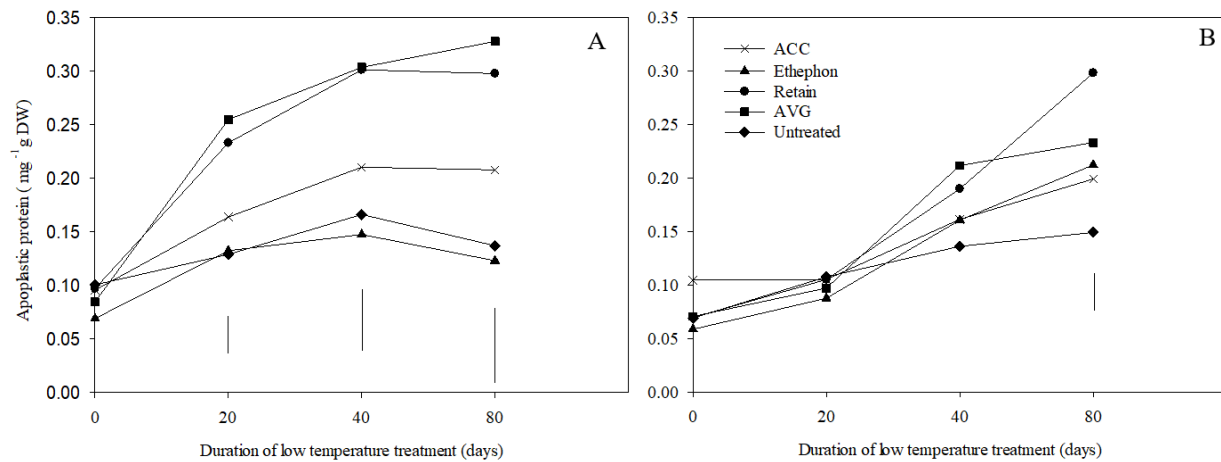 0.35
0.30
0.25
0.20
0.15
0.10
0.05
0.00
Apoplastic protein ( mg⁻¹ g DW)
A
0
20
40
80
Duration of low temperature treatment (days)
0.35
0.30
0.25
0.20
0.15
0.10
0.05
0.00
B
ACC
Ethephon
Retain
AVG
Untreated
0
20
40
80
Duration of low temperature treatment (days)